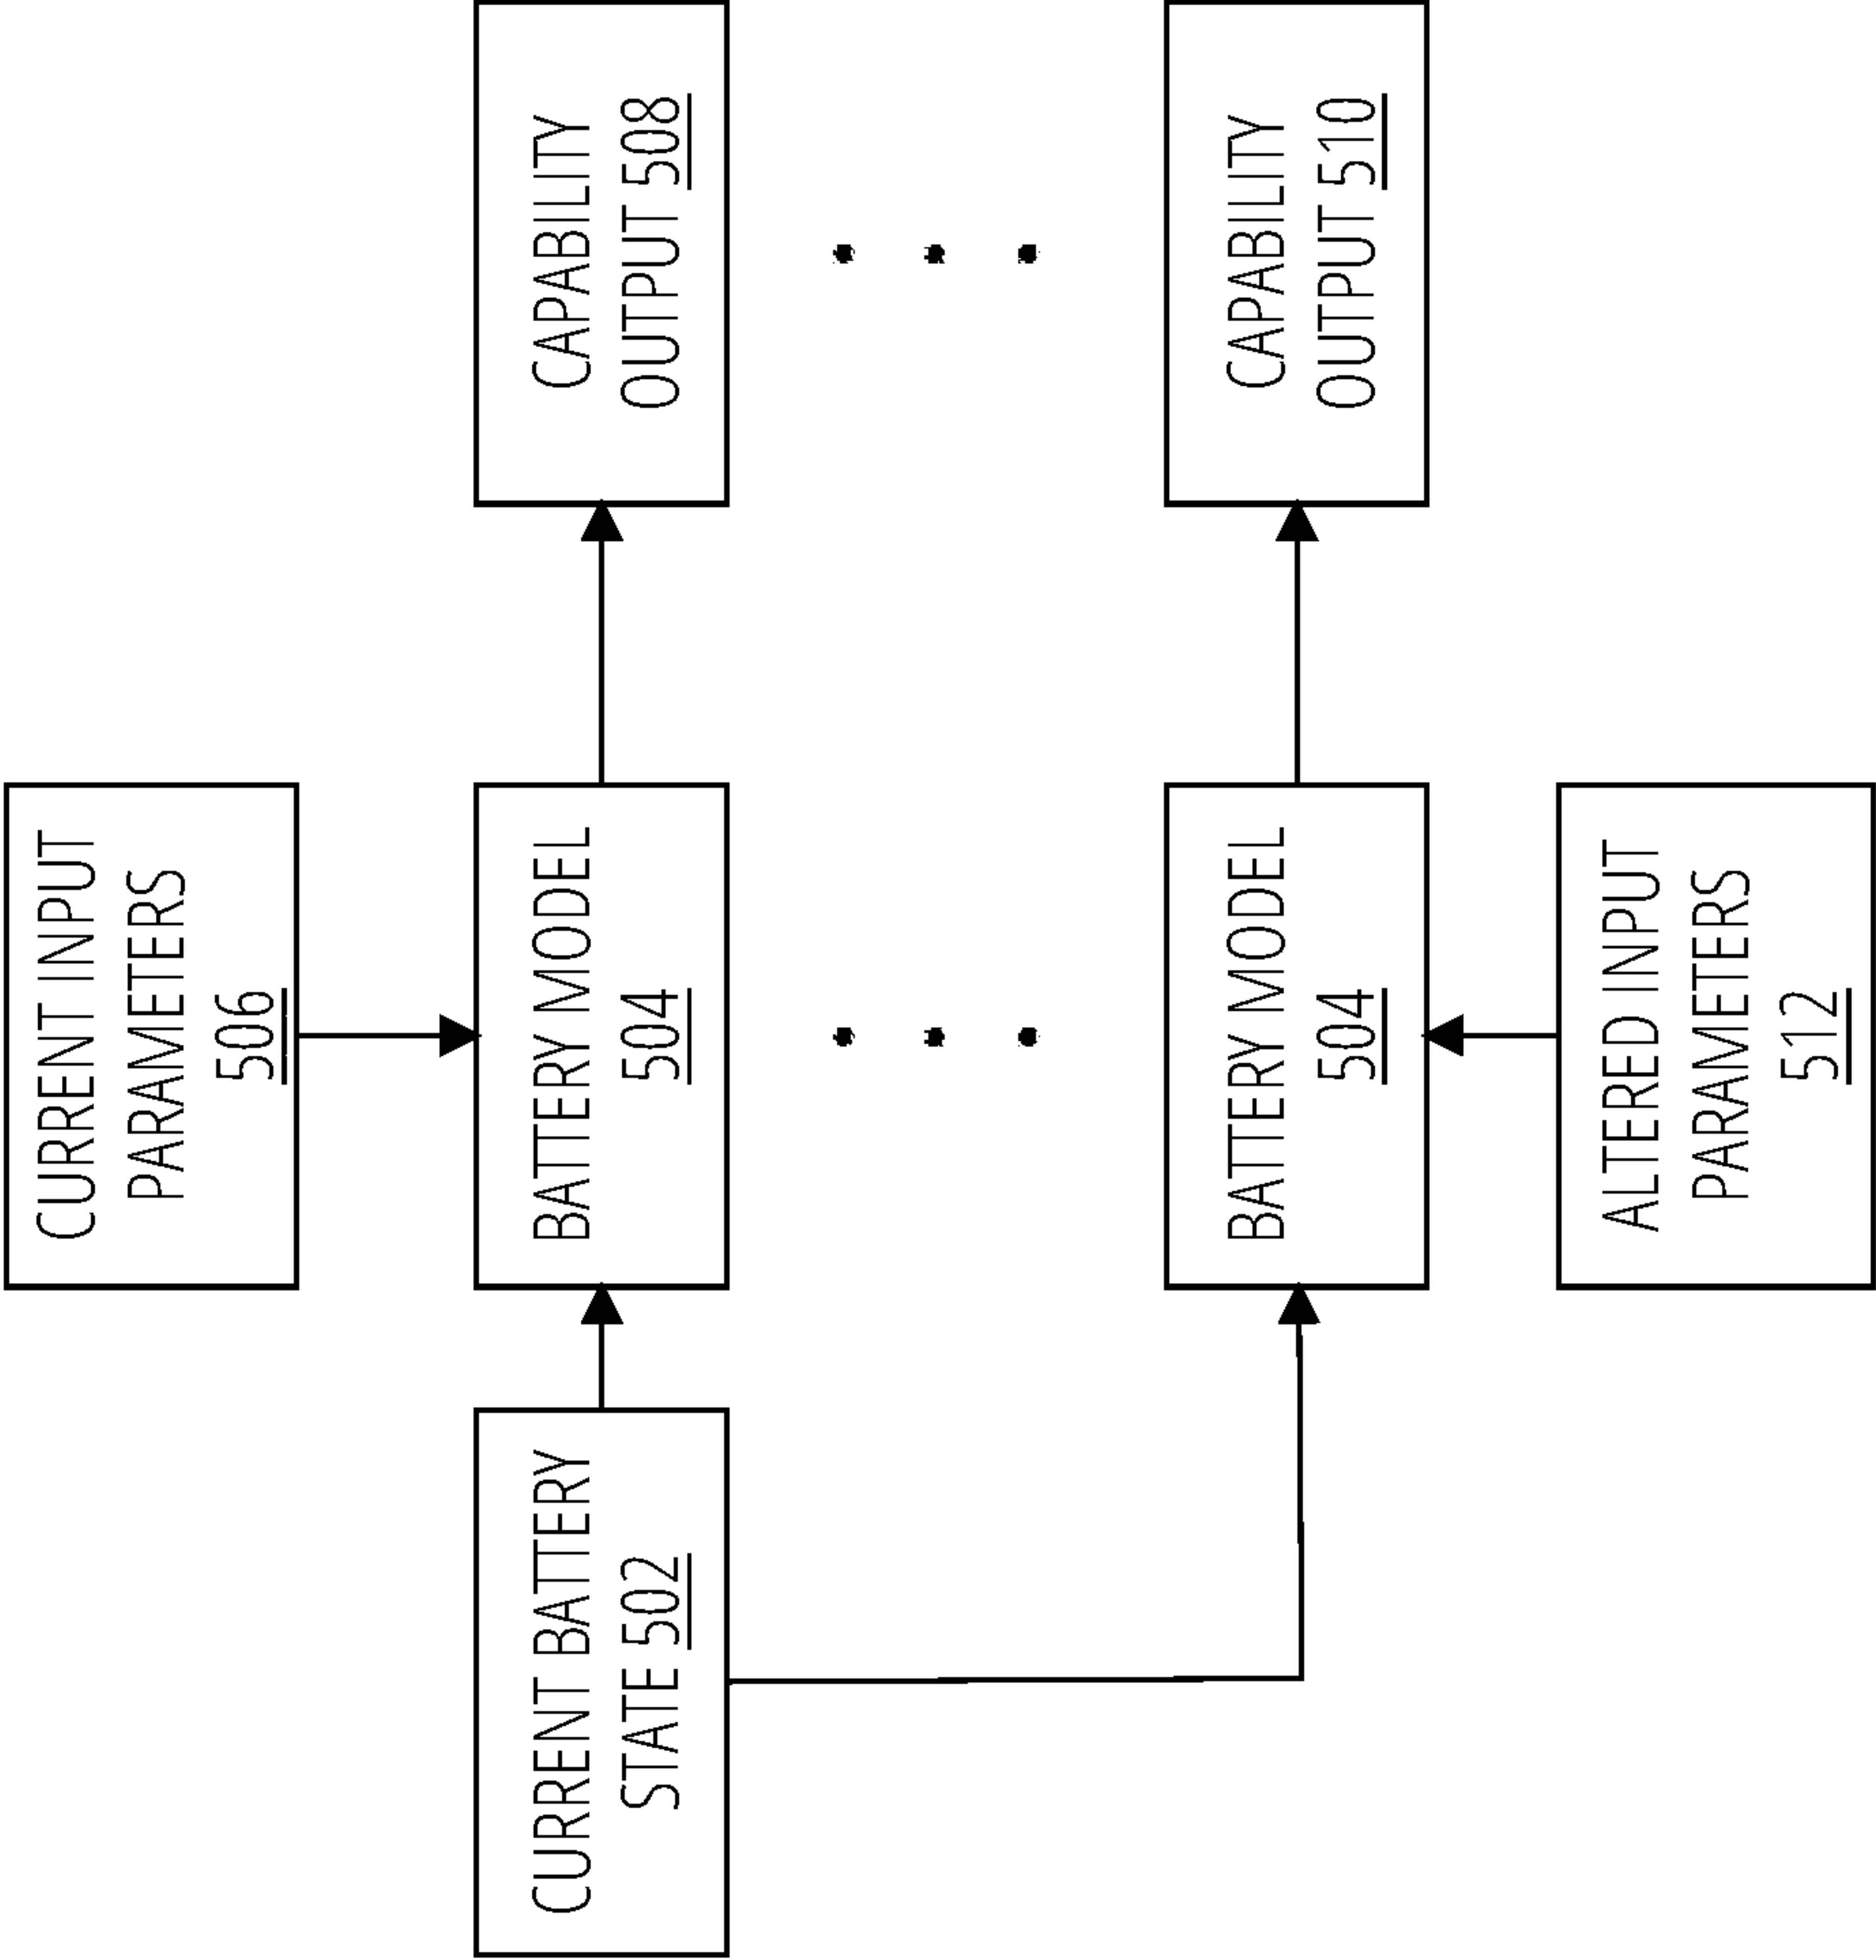 CURRENT INPUT
PARAMETERS
506
CURRENT BATTERY
STATE 502
BATTERY MODEL
504
CAPABILITY
OUTPUT 508
BATTERY MODEL
504
CAPABILITY
OUTPUT 510
ALTERED INPUT
PARAMETERS
512